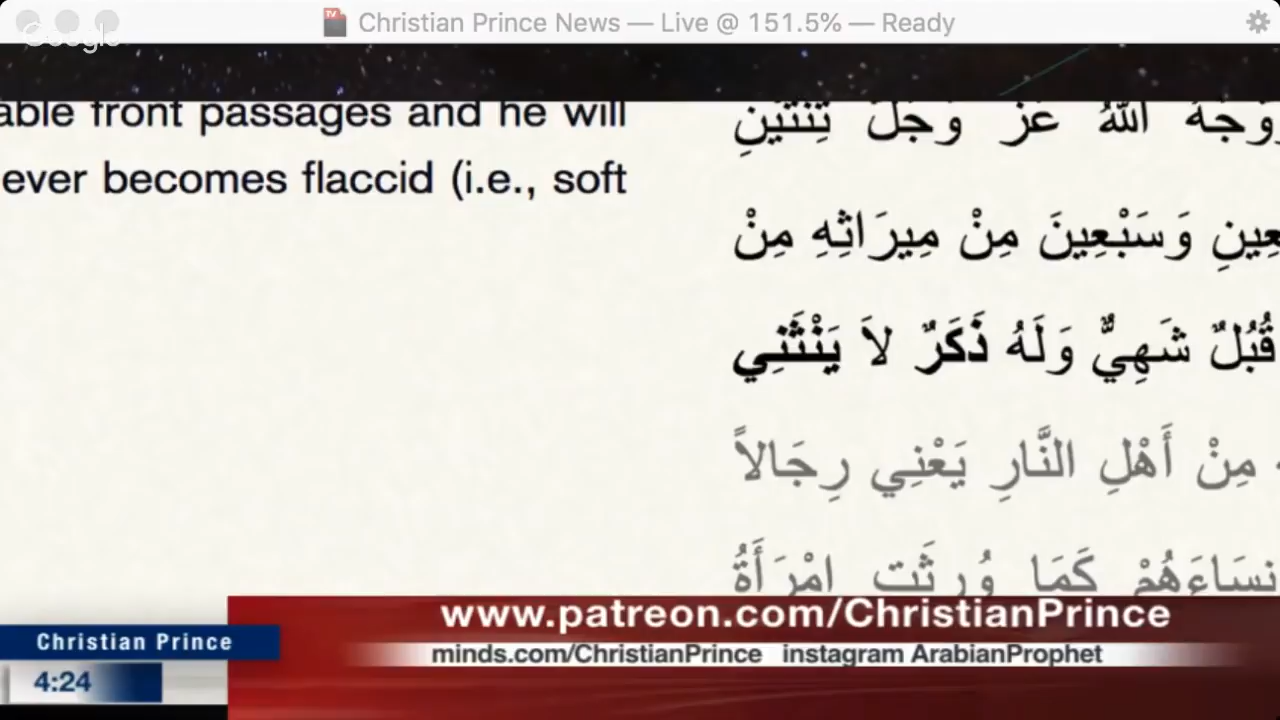 Christian Prince News — Live @ 151.5% — Ready
Google
able front passages and he will
ever becomes flaccid (i.e., soft
اللهُ عَزَّ وَجَلَّ ثِنْتَيْنِ
وَسَبْعِينَ مِنْ مِيرَاثِهِ مِنْ
قُبُلٌ شَهِيٌّ وَلَهُ ذَكَرٌ لاَ يَنْثَنِي
مِنْ أَهْلِ النَّارِ يَعْنِي رِجَالاً
نِسَاءَهُمْ كَمَا وُرِثَتِ امْرَأَةُ
www.patreon.com/ChristianPrince
Christian Prince
minds.com/ChristianPrince instagram ArabianProphet
4:24